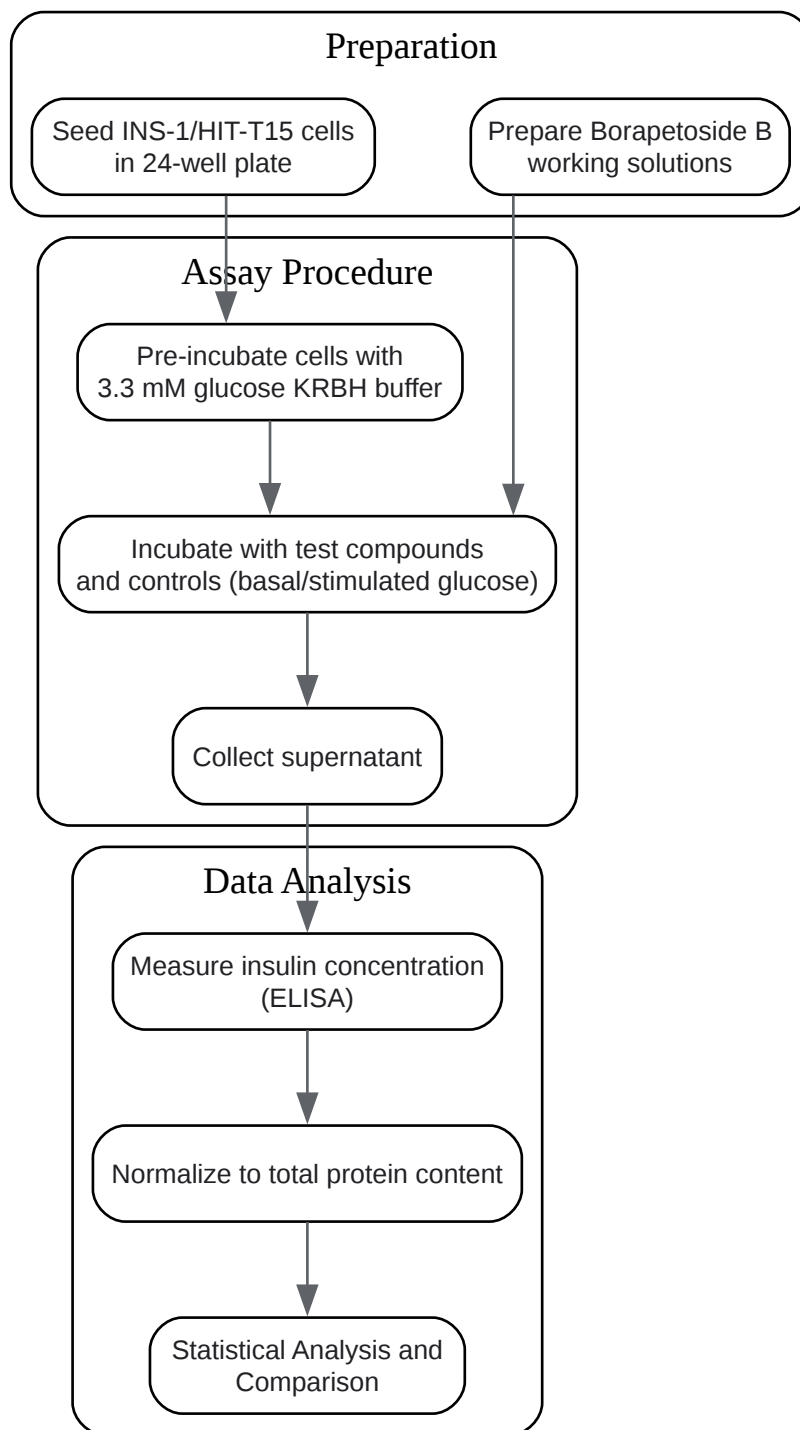 Preparation
Seed INS-1/HIT-T15 cells
in 24-well plate
Prepare Borapetoside B
working solutions
Assay Procedure
Pre-incubate cells with
3.3 mM glucose KRBH buffer
Incubate with test compounds
and controls (basal/stimulated glucose)
Collect supernatant
Data Analysis
Measure insulin concentration
(ELISA)
Normalize to total protein content
Statistical Analysis and
Comparison